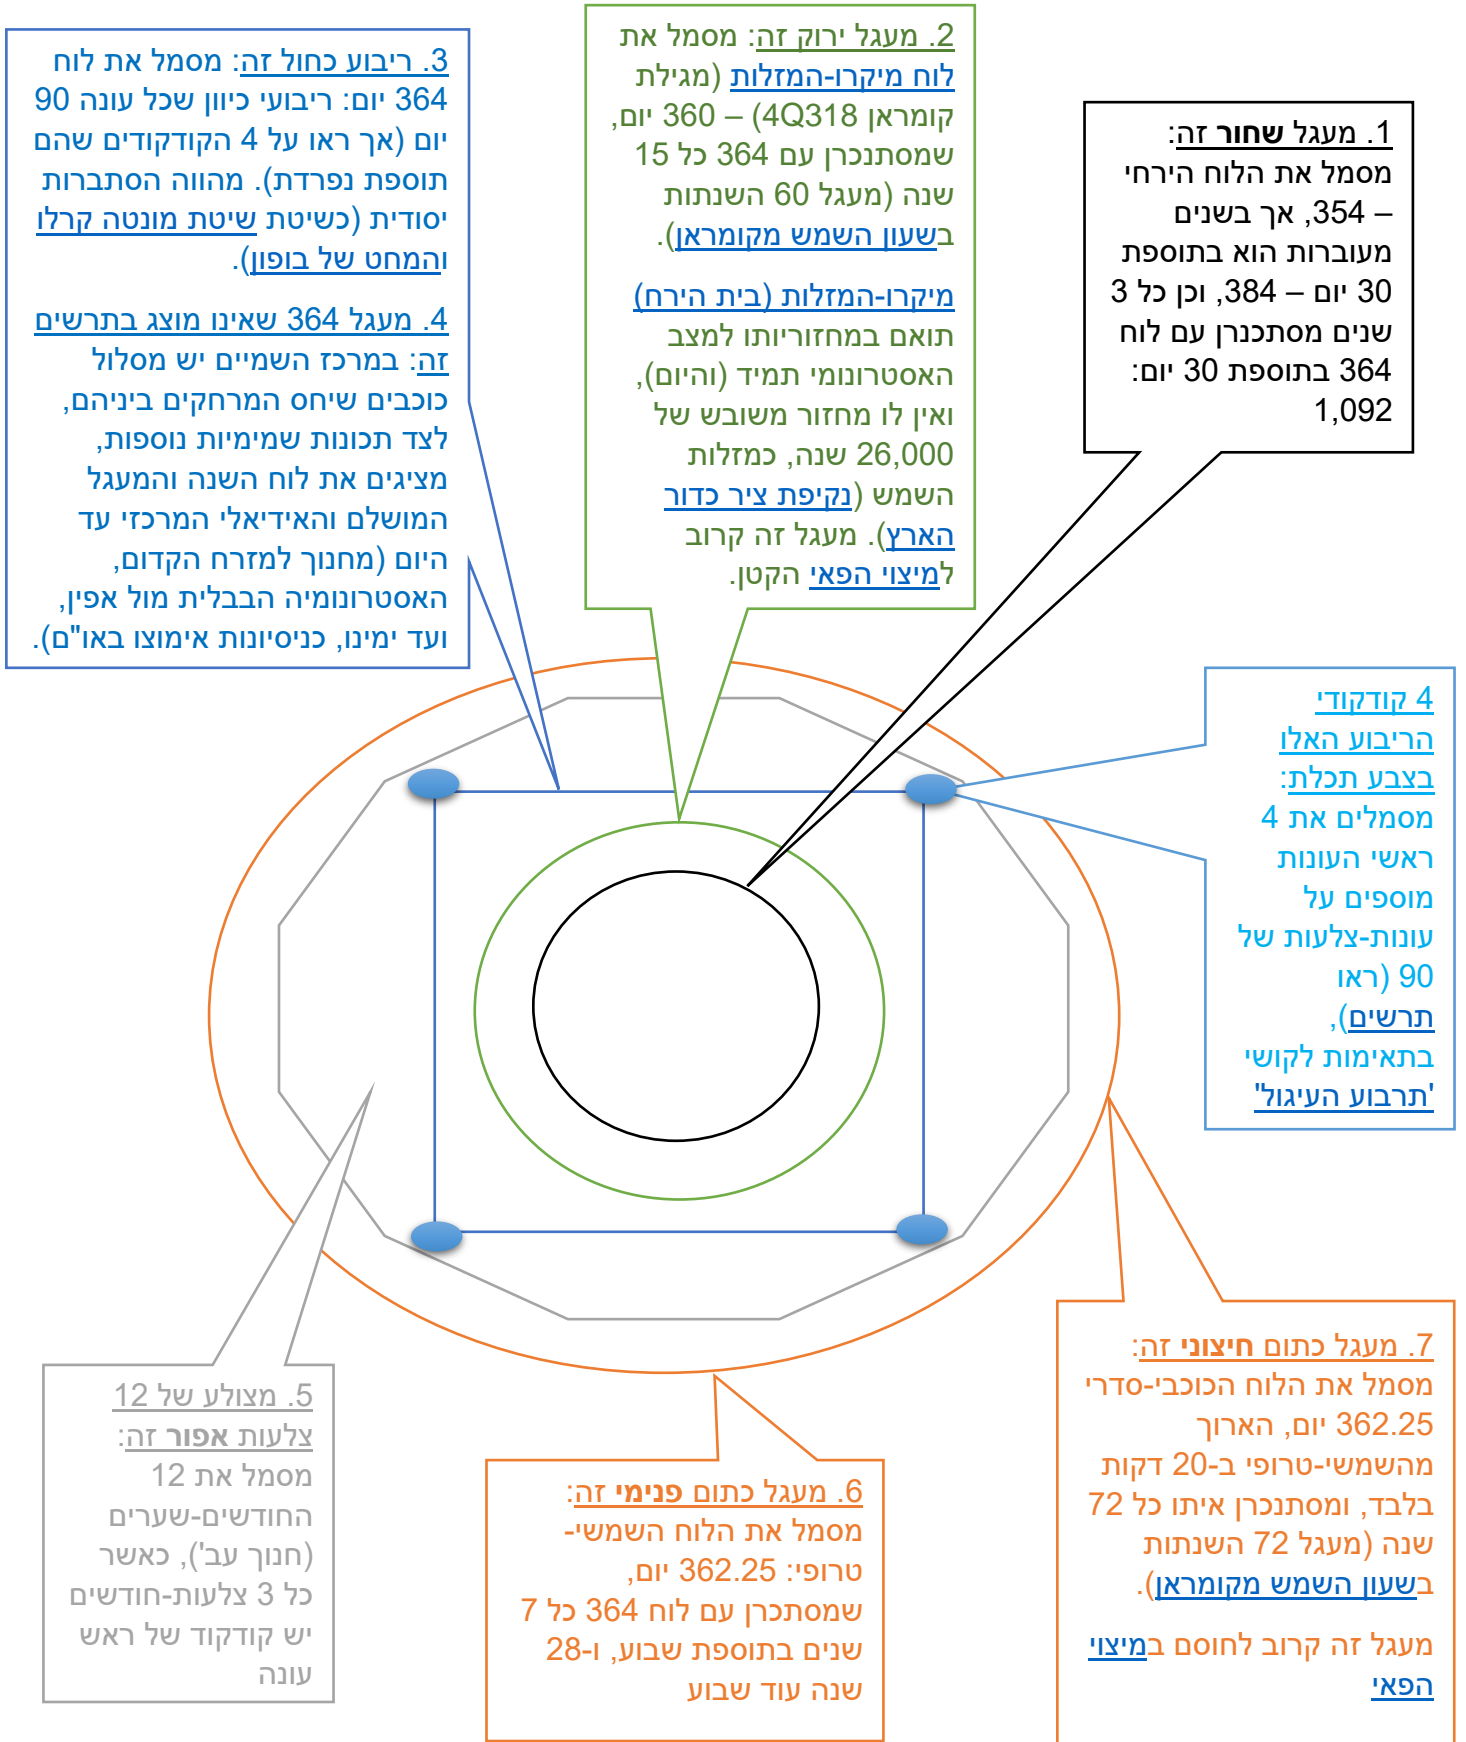 1. מעגל שחור זה:
מסמל את הלוח הירחי
– 354, אך בשנים
מעוברות הוא בתוספת
30 יום – 384, וכן כל 3
שנים מסתכנרן עם לוח
364 בתוספת 30 יום:
1,092
2. מעגל ירוק זה: מסמל את
לוח מיקרו-המזלות (מגילת
קומראן 4Q318) – 360 יום,
שמסתנכרן עם 364 כל 15
שנה (מעגל 60 השנתות
בשעון השמש מקומראן).
מיקרו-המזלות (בית הירח)
תואם במחזוריותו למצב
האסטרונומי תמיד (והיום),
ואין לו מחזור משובש של
26,000 שנה, כמזלות
השמש (נקיפת ציר כדור
הארץ). מעגל זה קרוב
למיצוי הפאי הקטן.
3. ריבוע כחול זה: מסמל את לוח
364 יום: ריבועי כיוון שכל עונה 90
יום (אך ראו על 4 הקודקודים שהם
תוספת נפרדת). מהווה הסתברות
יסודית (כשיטת שיטת מונטה קרלו
והמחט של בופון).
4. מעגל 364 שאינו מוצג בתרשים
זה: במרכז השמיים יש מסלול
כוכבים שיחס המרחקים ביניהם,
לצד תכונות שמימיות נוספות,
מציגים את לוח השנה והמעגל
המושלם והאידיאלי המרכזי עד
היום (מחנוך למזרח הקדום,
האסטרונומיה הבבלית מול אפין,
ועד ימינו, כניסיונות אימוצו באו"ם).
4 קודקודי
הריבוע האלו
בצבע תכלת:
מסמלים את 4
ראשי העונות
מוספים על
עונות-צלעות של
90 (ראו
תרשים),
בתאימות לקושי
'תרבוע העיגול'
5. מצולע של 12
צלעות אפור זה:
מסמל את 12
החודשים-שערים
(חנוך עב'), כאשר
כל 3 צלעות-חודשים
יש קודקוד של ראש
עונה
6. מעגל כתום פנימי זה:
מסמל את הלוח השמשי-
טרופי: 362.25 יום,
שמסתכרן עם לוח 364 כל 7
שנים בתוספת שבוע, ו-28
שנה עוד שבוע
7. מעגל כתום חיצוני זה:
מסמל את הלוח הכוכבי-סדרי
362.25 יום, הארוך
מהשמשי-טרופי ב-20 דקות
בלבד, ומסתנכרן איתו כל 72
שנה (מעגל 72 השנתות
בשעון השמש מקומראן).
מעגל זה קרוב לחוסם במיצוי
הפאי